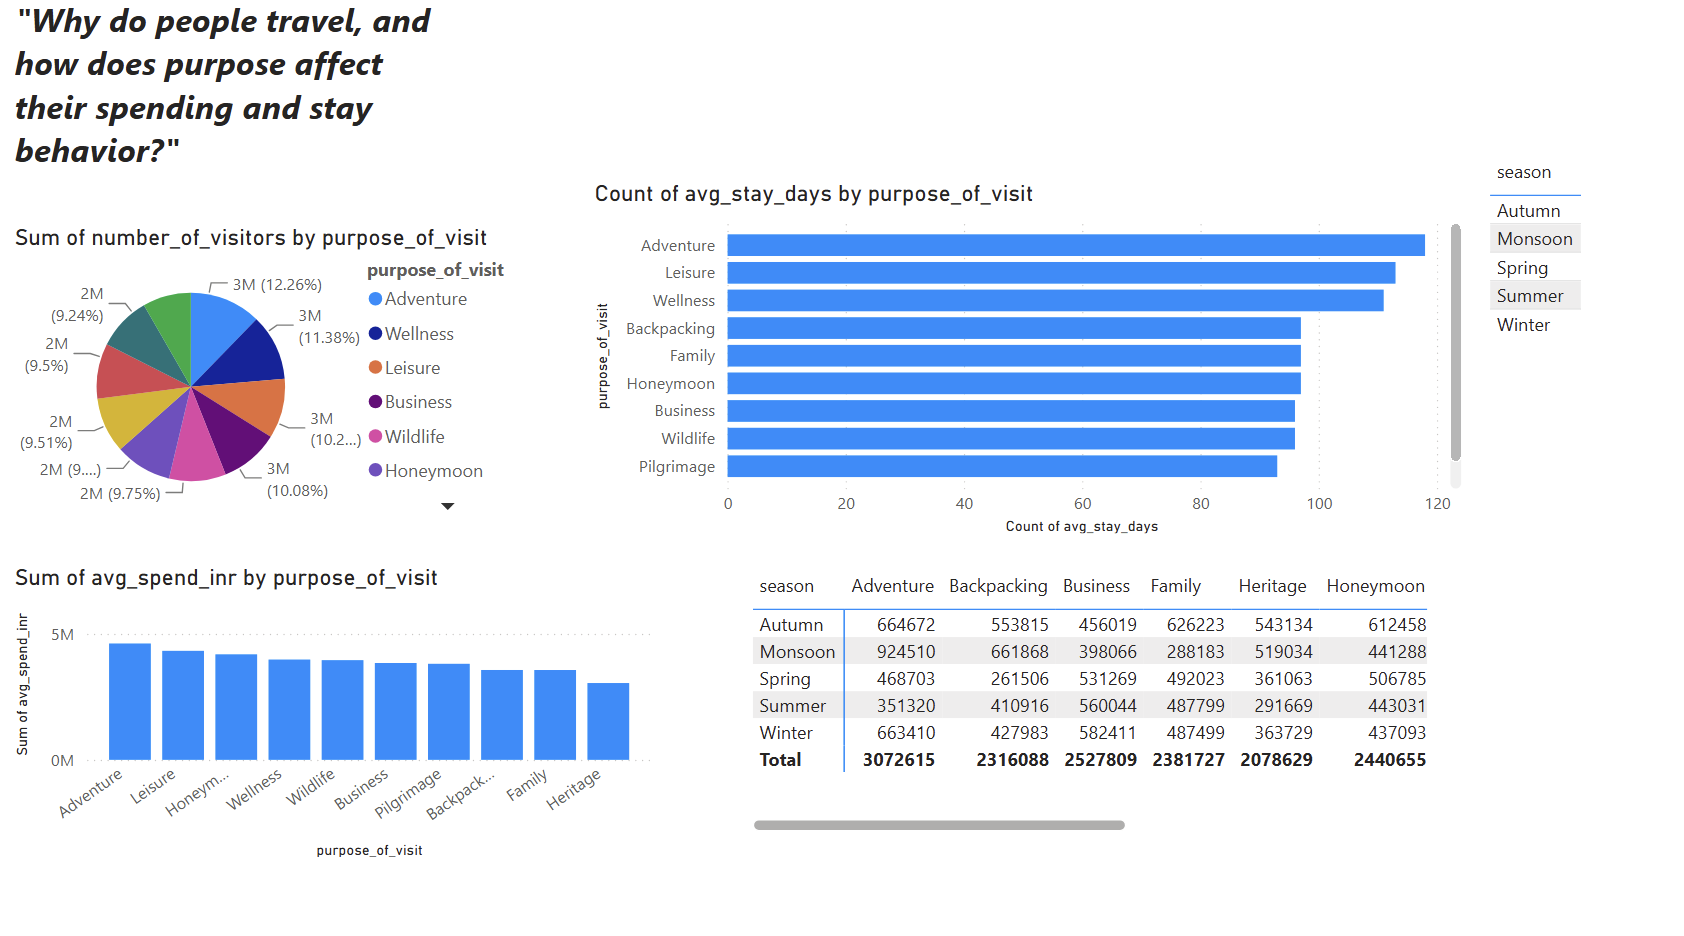 "Why do people travel, and
how does purpose affect
their spending and stay
behavior?"
Sum of number_of_visitors by purpose_of_visit
3M (12.26%)
3M
(11.38%)
3M
(10.2...)
3M
(10.08%)
2M (9.75%)
2M (9....)
2M
(9.51%)
2M
(9.5%)
2M
(9.24%)
purpose_of_visit
Adventure
Wellness
Leisure
Business
Wildlife
Honeymoon
Count of avg_stay_days by purpose_of_visit
purpose_of_visit
Adventure
Leisure
Wellness
Backpacking
Family
Honeymoon
Business
Wildlife
Pilgrimage
0 20 40 60 80 100 120
Count of avg_stay_days
season
Autumn
Monsoon
Spring
Summer
Winter
Sum of avg_spend_inr by purpose_of_visit
Sum of avg_spend_inr
5M
0M
Adventure Leisure Honeym... Wellness Wildlife Business Pilgrimage Backpack... Family Heritage
purpose_of_visit
season Adventure Backpacking Business Family Heritage Honeymoon
Autumn 664672 553815 456019 626223 543134 612458
Monsoon 924510 661868 398066 288183 519034 441288
Spring 468703 261506 531269 492023 361063 506785
Summer 351320 410916 560044 487799 291669 443031
Winter 663410 427983 582411 487499 363729 437093
Total 3072615 2316088 2527809 2381727 2078629 2440655